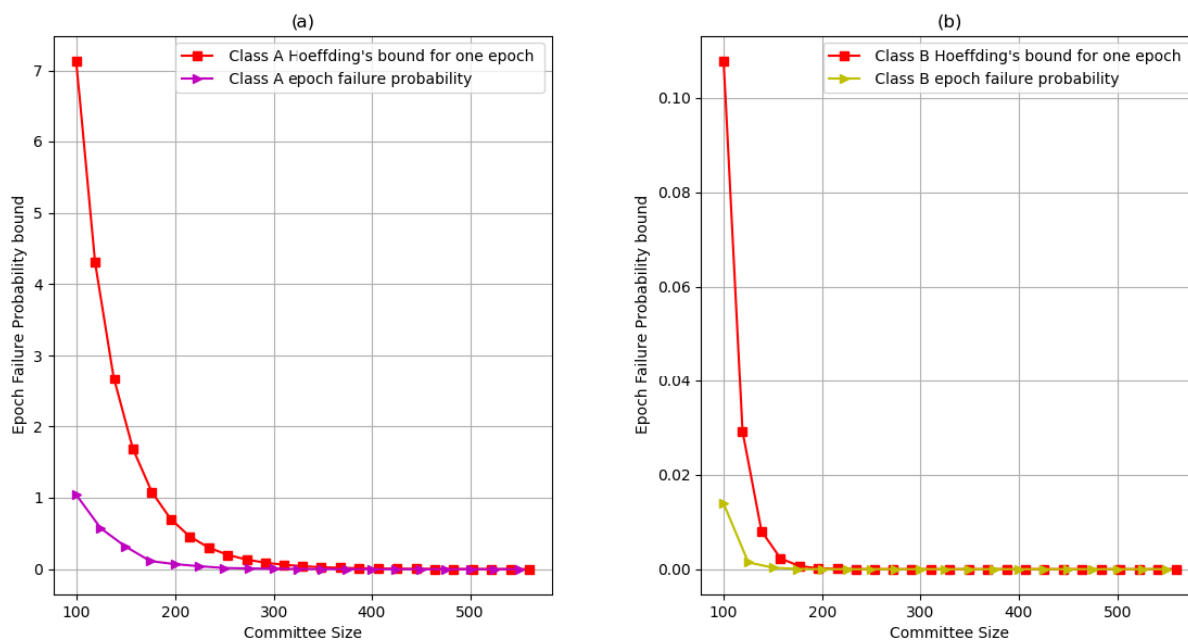 (a)
Class A Hoeffding's bound for one epoch
Class A epoch failure probability
Epoch Failure Probability bound
7
6
5
4
3
2
1
0
100 200 300 400 500
Committee Size
(b)
Class B Hoeffding's bound for one epoch
Class B epoch failure probability
Epoch Failure Probability bound
0.10
0.08
0.06
0.04
0.02
0.00
100 200 300 400 500
Committee Size